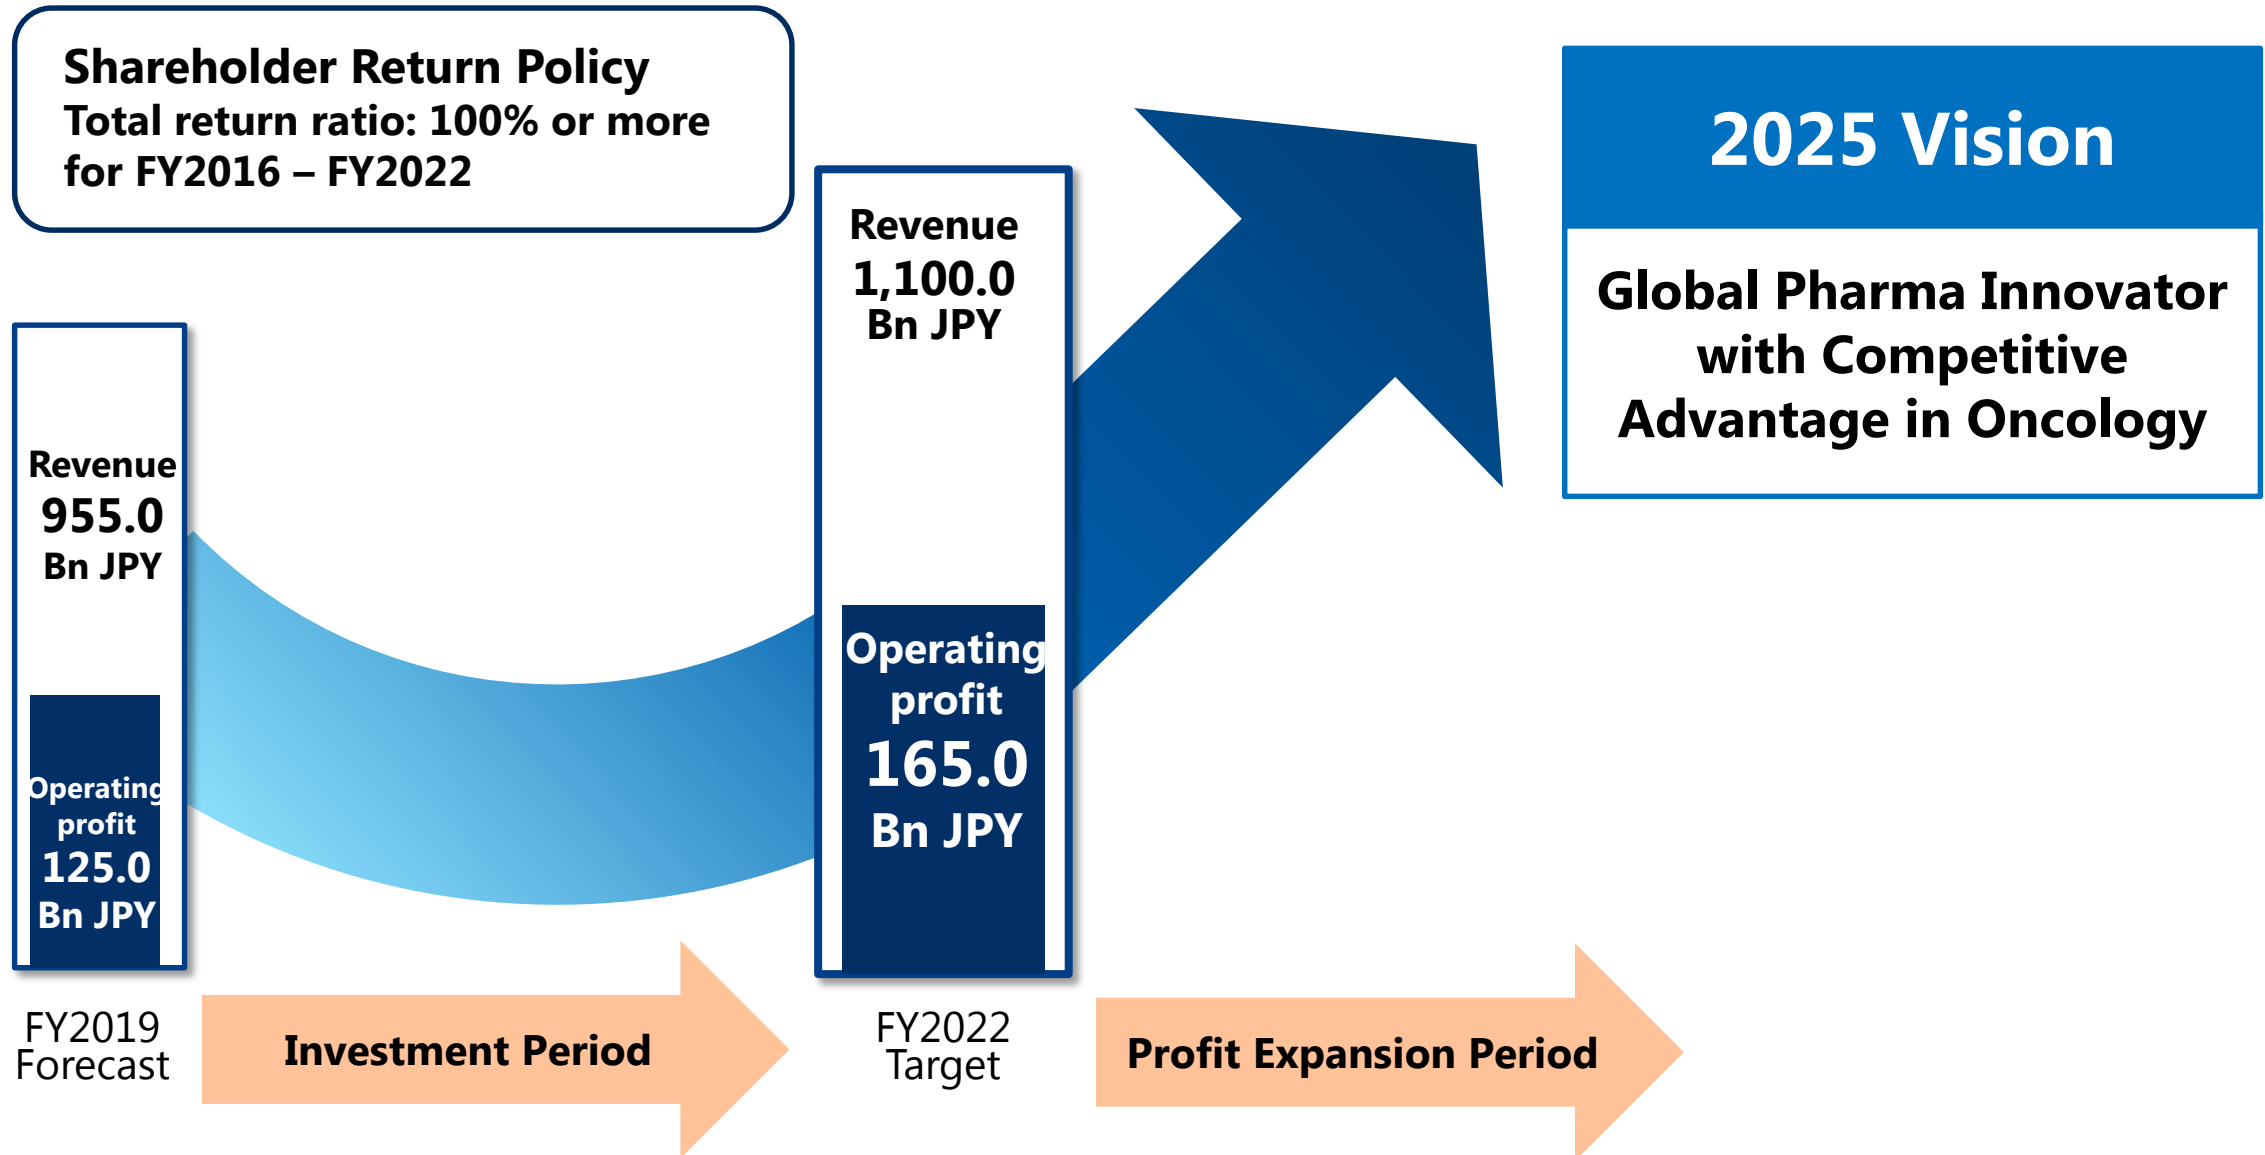 Shareholder Return Policy
Total return ratio: 100% or more
for FY2016 – FY2022
2025 Vision
Global Pharma Innovator
with Competitive
Advantage in Oncology
Revenue
955.0
Bn JPY
Operating
profit
125.0
Bn JPY
FY2019
Forecast
Investment Period
Revenue
1,100.0
Bn JPY
Operating
profit
165.0
Bn JPY
FY2022
Target
Profit Expansion Period